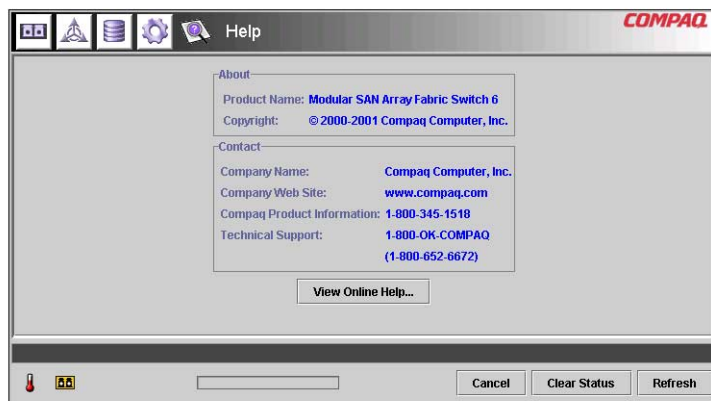 Help
COMPAQ
About
Product Name: Modular SAN Array Fabric Switch 6
Copyright: © 2000-2001 Compaq Computer, Inc.
Contact
Company Name: Compaq Computer, Inc.
Company Web Site: www.compaq.com
Compaq Product Information: 1-800-345-1518
Technical Support: 1-800-OK-COMPAQ
(1-800-652-6672)
View Online Help...
Cancel Clear Status Refresh